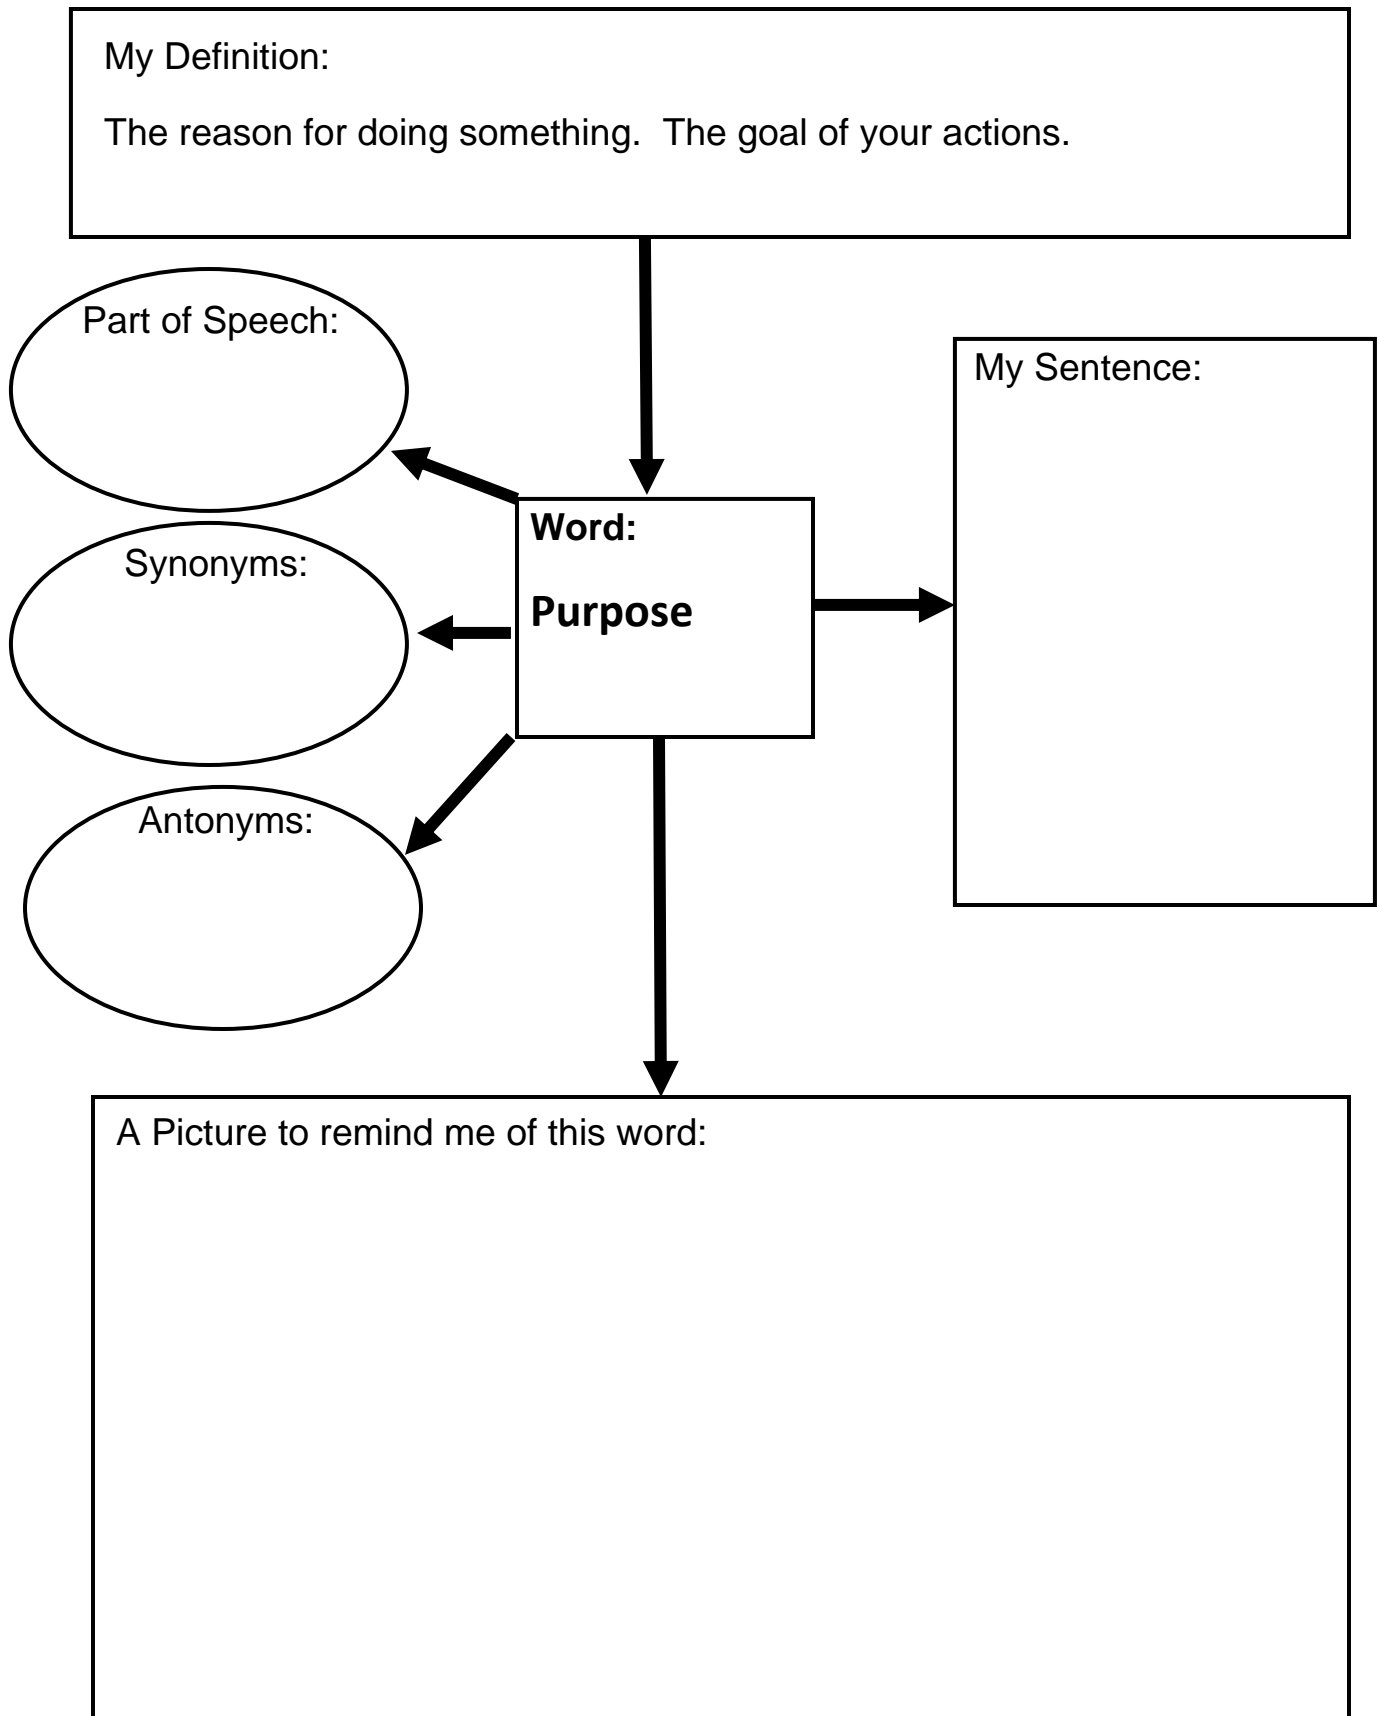 My Definition:
The reason for doing something.  The goal of your actions.
Part of Speech:
My Sentence:
Word:
Purpose
Synonyms:
Antonyms:
A Picture to remind me of this word: